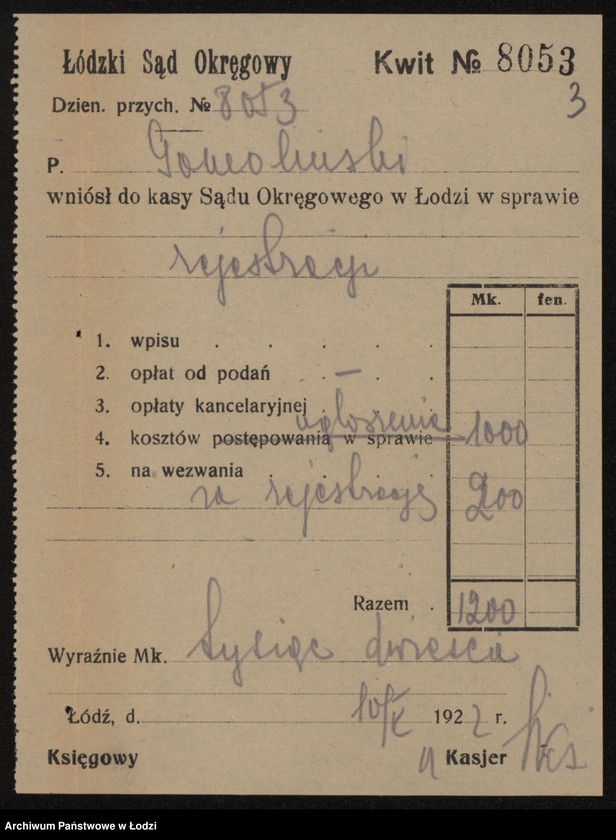 Łódzki Sąd Okręgowy Kwit № 8053
3
Dzien. przych. № 8053
P.
wniósł do kasy Sądu Okręgowego w Łodzi w sprawie
rejestracji
Mk. fen.
1. wpisu . . . . .
2. opłat od podań . — . .
3. opłaty kancelaryjnej .
ogłoszenie
4. kosztów postępowania w sprawie 1000
5. na wezwania . . . . .
za rejestrację 200
Razem . 1200
Wyraźnie Mk. tysiąc dwieście
Łódź, d. 10/X 1922 r.
Księgowy Kasjer
Archiwum Państwowe w Łodzi